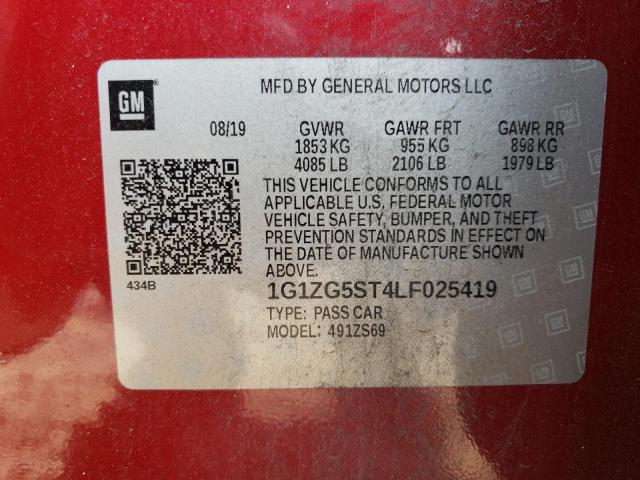 GM
MFD BY GENERAL MOTORS LLC
08/19 GVWR GAWR FRT GAWR RR
1853 KG 955 KG 898 KG
4085 LB 2106 LB 1979 LB
THIS VEHICLE CONFORMS TO ALL
APPLICABLE U.S. FEDERAL MOTOR
VEHICLE SAFETY, BUMPER, AND THEFT
PREVENTION STANDARDS IN EFFECT ON
THE DATE OF MANUFACTURE SHOWN
ABOVE.
434B
1G1ZG5ST4LF025419
TYPE: PASS CAR
MODEL: 491ZS69